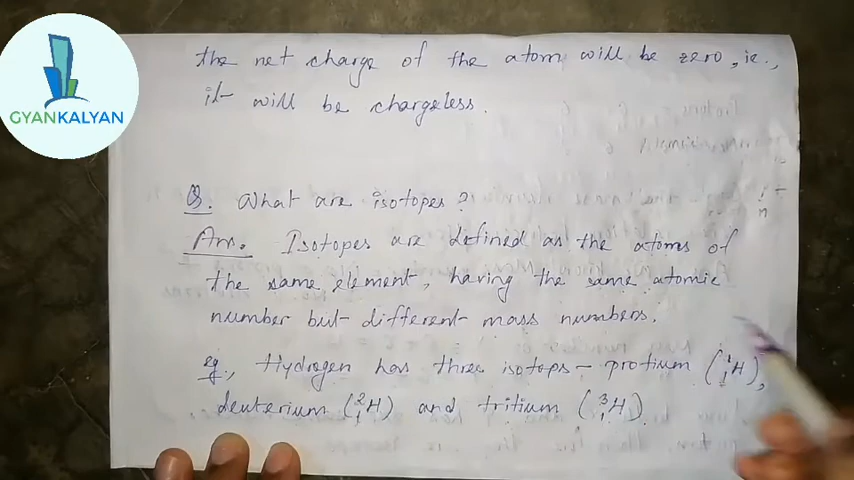 GYANKALYAN
the net charge of the atom will be zero, i.e.,
it will be chargeless.
Q. What are isotopes?
Ans. Isotopes are defined as the atoms of
the same element, having the same atomic
number but different mass numbers.
eg., Hydrogen has three isotops - protium (¹₁H),
deuterium (²₁H) and tritium (³₁H)